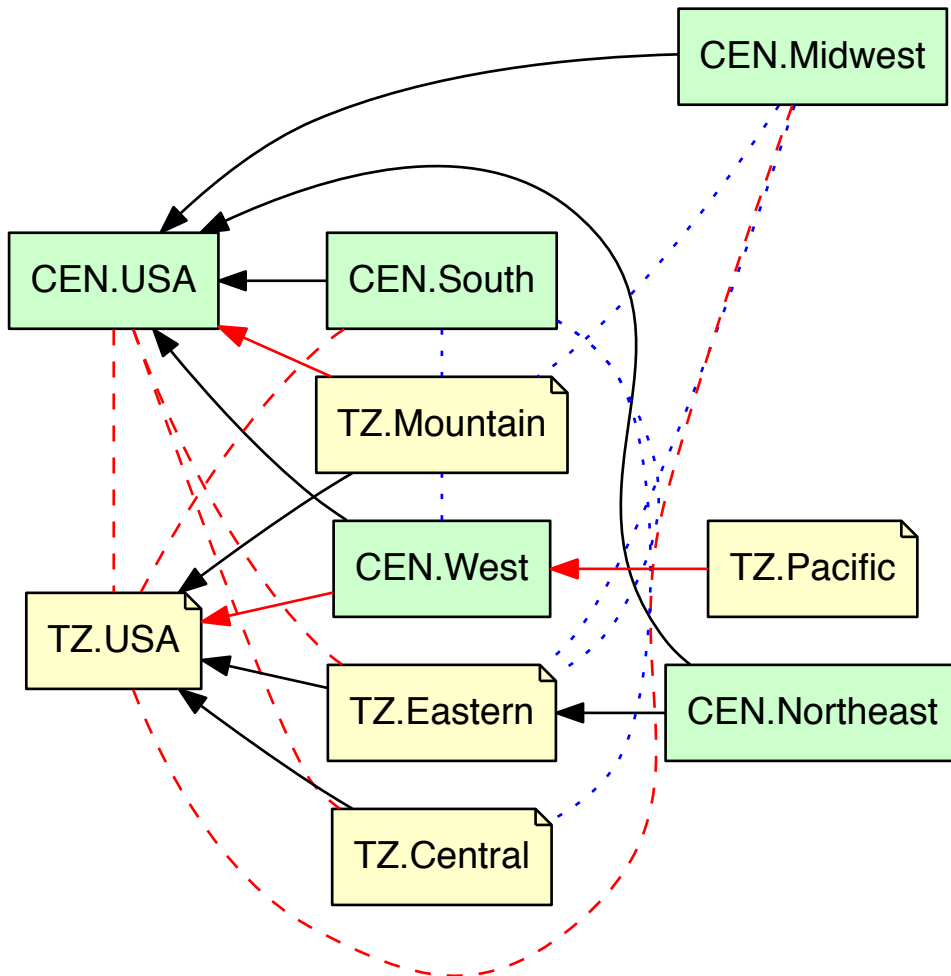 CEN.Midwest
CEN.USA
CEN.South
TZ.Mountain
CEN.West
TZ.Pacific
TZ.USA
TZ.Eastern
CEN.Northeast
TZ.Central